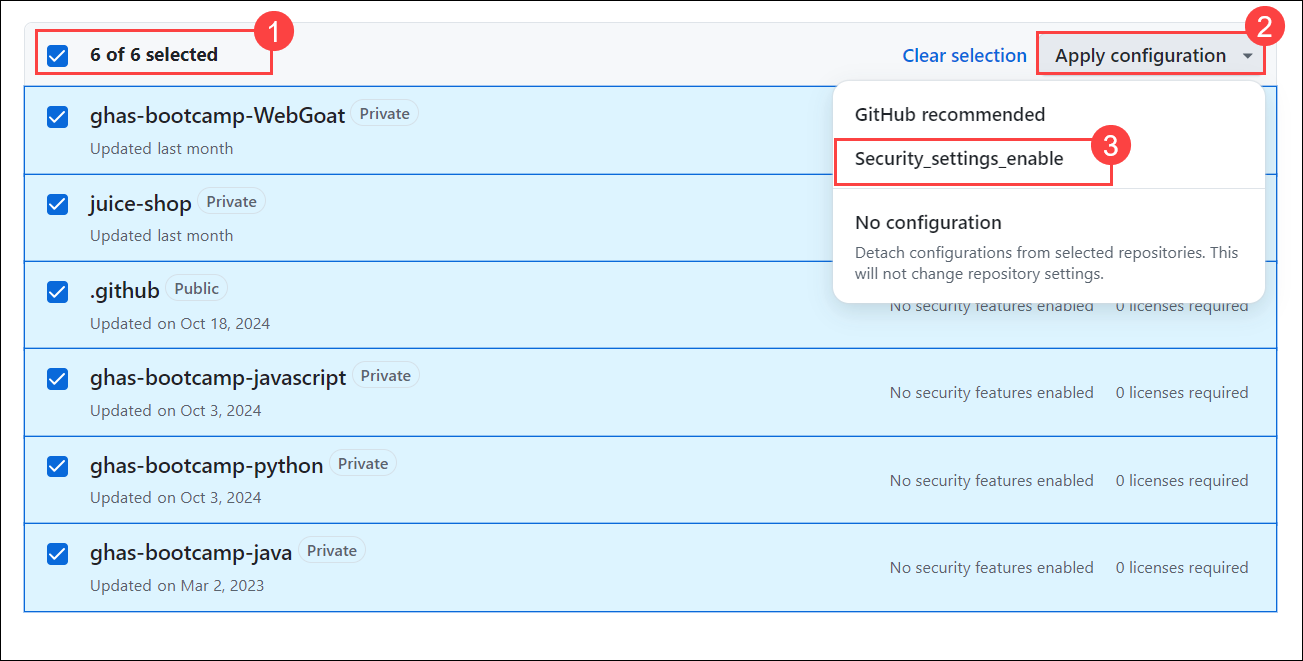 1
6 of 6 selected
Clear selection
Apply configuration
2
ghas-bootcamp-WebGoat Private
Updated last month
GitHub recommended
Security_settings_enable
3
No configuration
Detach configurations from selected repositories. This
will not change repository settings.
juice-shop Private
Updated last month
.github Public
Updated on Oct 18, 2024
No security features enabled 0 licenses required
ghas-bootcamp-javascript Private
Updated on Oct 3, 2024
No security features enabled 0 licenses required
ghas-bootcamp-python Private
Updated on Oct 3, 2024
No security features enabled 0 licenses required
ghas-bootcamp-java Private
Updated on Mar 2, 2023
No security features enabled 0 licenses required